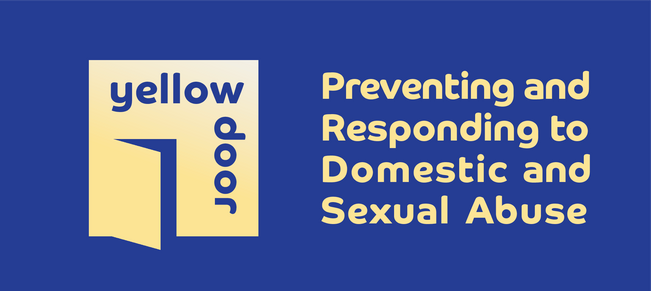 yellow
door
Preventing and
Responding to
Domestic and
Sexual Abuse